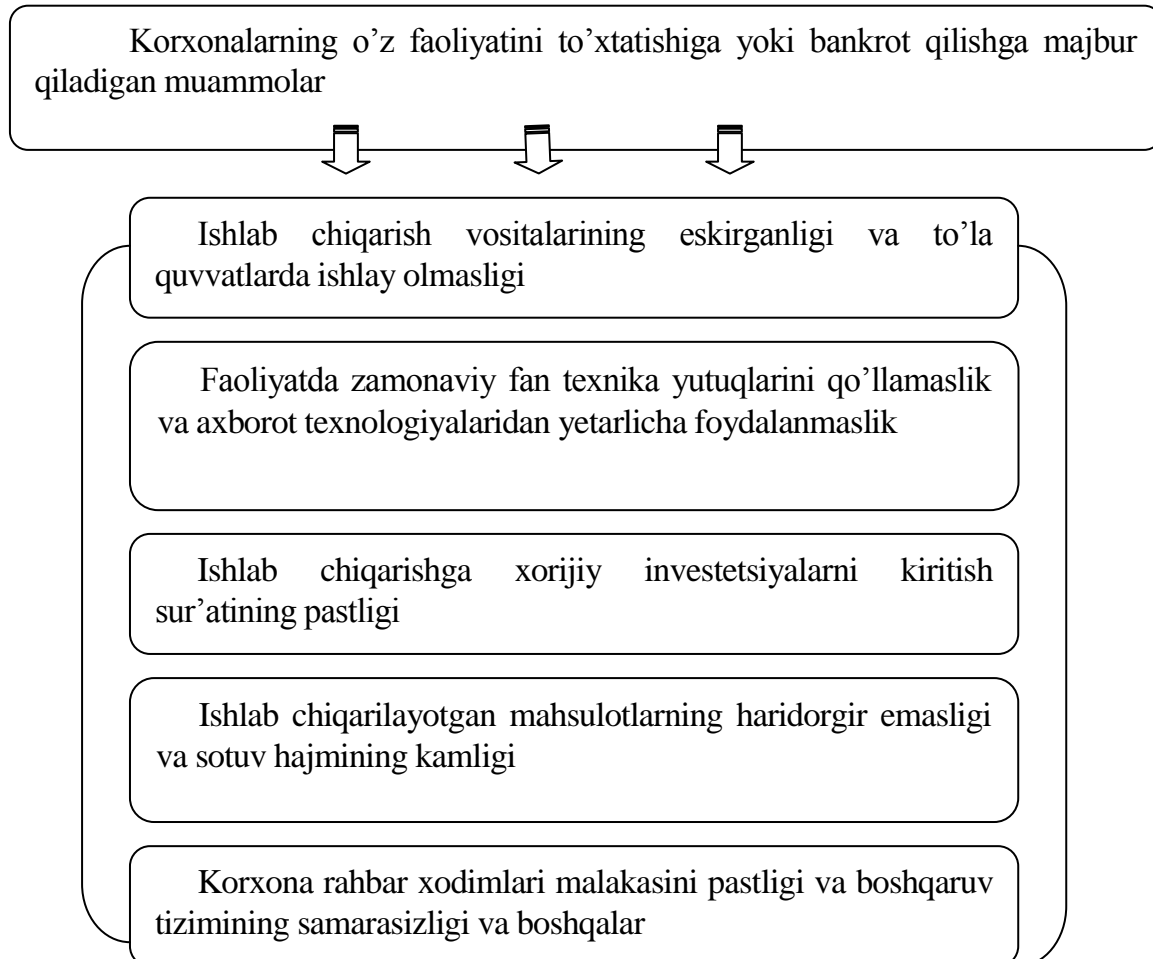 Korxonalarning o’z faoliyatini to’xtatishiga yoki bankrot qilishga majbur
qiladigan muammolar
Ishlab chiqarish vositalarining eskirganligi va to’la
quvvatlarda ishlay olmasligi
Faoliyatda zamonaviy fan texnika yutuqlarini qo’llamaslik
va axborot texnologiyalaridan yetarlicha foydalanmaslik
Ishlab chiqarishga xorijiy investetsiyalarni kiritish
sur’atining pastligi
Ishlab chiqarilayotgan mahsulotlarning haridorgir emasligi
va sotuv hajmining kamligi
Korxona rahbar xodimlari malakasini pastligi va boshqaruv
tizimining samarasizligi va boshqalar